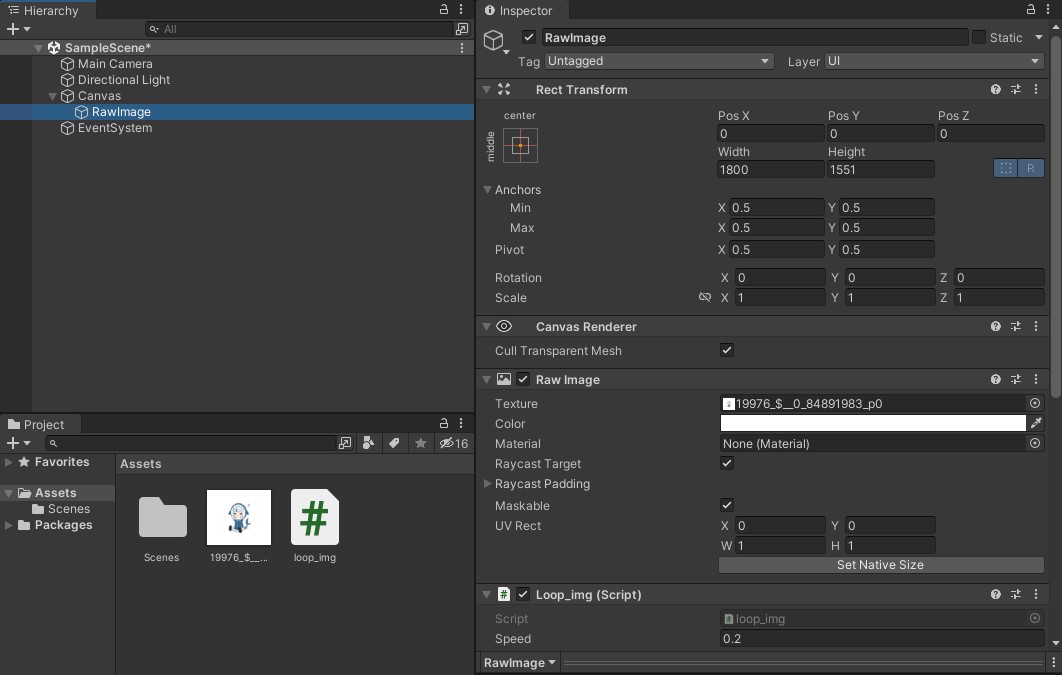 Hierarchy
All
SampleScene*
Main Camera
Directional Light
Canvas
RawImage
EventSystem
Project
16
Favorites
Assets
Scenes
Packages
Assets
Scenes
19976_$__...
loop_img
Inspector
RawImage
Static
Tag Untagged Layer UI
Rect Transform
center
middle
Pos X Pos Y Pos Z
0 0 0
Width Height
1800 1551
R
Anchors
Min X 0.5 Y 0.5
Max X 0.5 Y 0.5
Pivot X 0.5 Y 0.5
Rotation X 0 Y 0 Z 0
Scale X 1 Y 1 Z 1
Canvas Renderer
Cull Transparent Mesh
Raw Image
Texture 19976_$__0_84891983_p0
Color
Material None (Material)
Raycast Target
Raycast Padding
Maskable
UV Rect X 0 Y 0
W 1 H 1
Set Native Size
# Loop_img (Script)
Script loop_img
Speed 0.2
RawImage